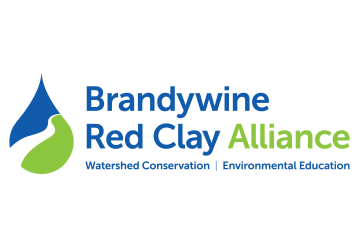 Brandywine
Red Clay Alliance
Watershed Conservation | Environmental Education